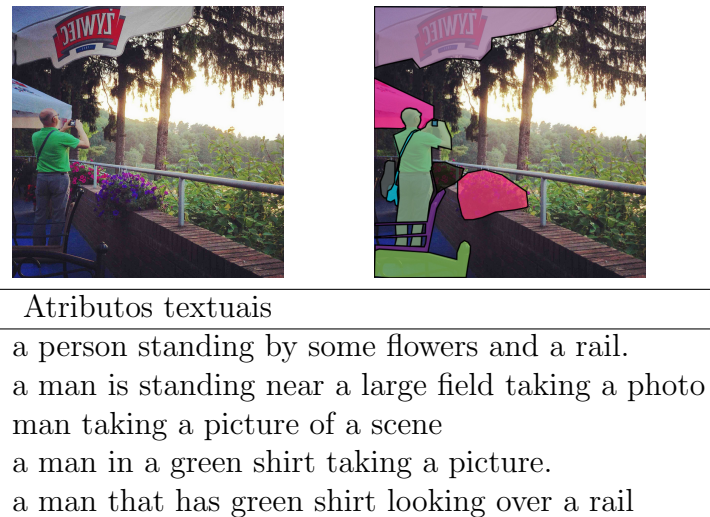 ŻYWIEC
ŻYWIEC
Atributos textuais
a person standing by some flowers and a rail.
a man is standing near a large field taking a photo
man taking a picture of a scene
a man in a green shirt taking a picture.
a man that has green shirt looking over a rail